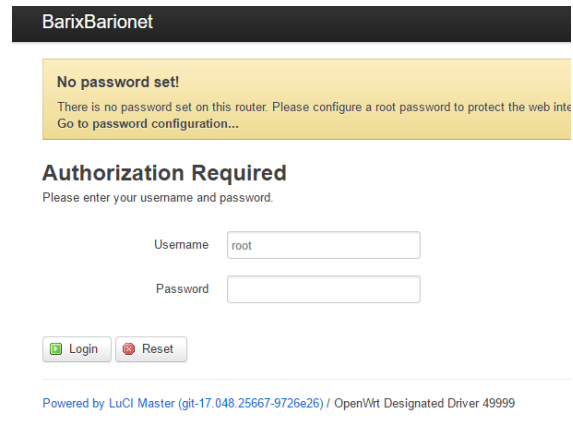 BarixBarionet
No password set!
There is no password set on this router. Please configure a root password to protect the web
Go to password configuration...
Authorization Required
Please enter your username and password.
Username root
Password
Login Reset
Powered by LuCI Master (git-17.048.25667-9726e26) / OpenWrt Designated Driver 49999